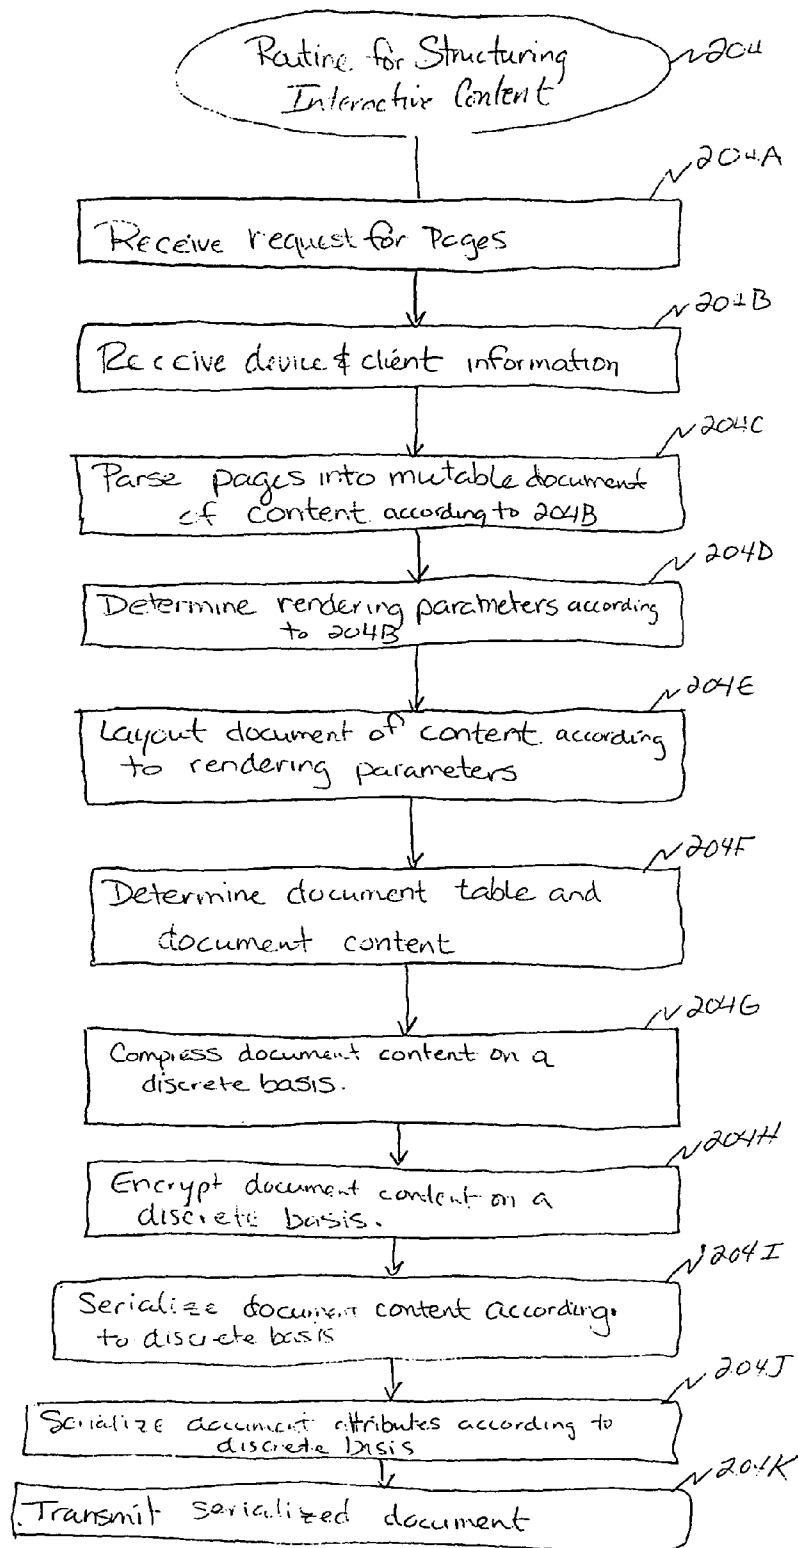 Routine for Structuring
Interactive Content
204
204A
Receive request for Pages
204B
Receive device & client information
204C
Parse pages into mutable document
of content according to 204B
204D
Determine rendering parameters according
to 204B
204E
Layout document of content according
to rendering parameters
204F
Determine document table and
document content
204G
Compress document content on a
discrete basis.
204H
Encrypt document content on a
discrete basis.
204I
Serialize document content according
to discrete basis
204J
Serialize document attributes according to
discrete basis
204K
Transmit serialized document